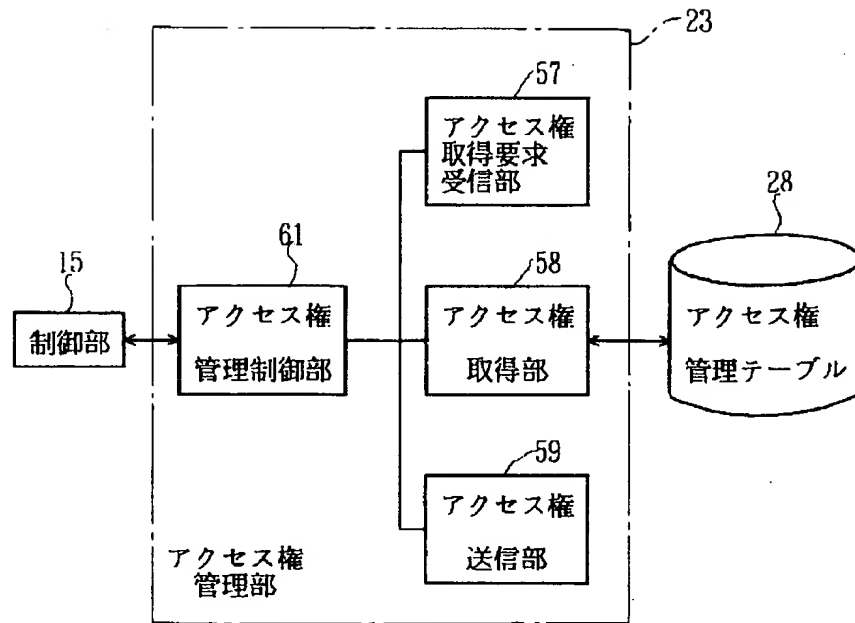 23
57
アクセス権
取得要求
受信部
28
アクセス権
管理テーブル
61
アクセス権
管理制御部
58
アクセス権
取得部
15
制御部
59
アクセス権
送信部
アクセス権
管理部